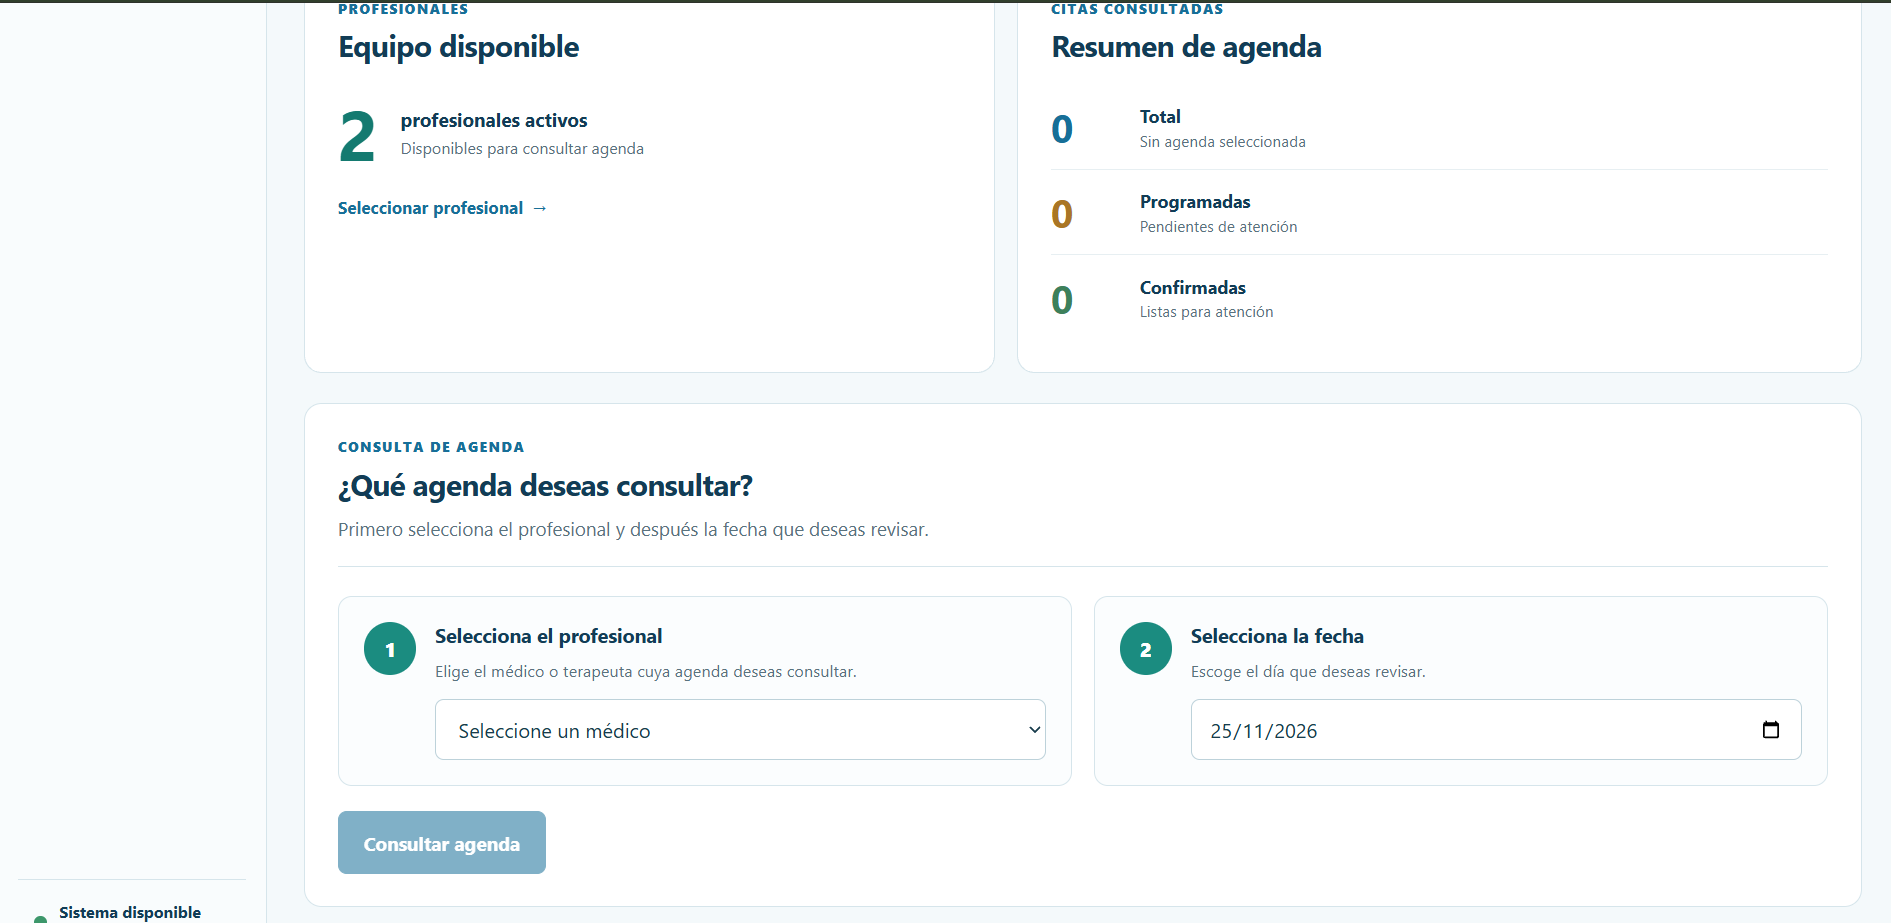 PROFESIONALES
Equipo disponible
2
profesionales activos
Disponibles para consultar agenda
Seleccionar profesional →
CITAS CONSULTADAS
Resumen de agenda
0
Total
Sin agenda seleccionada
0
Programadas
Pendientes de atención
0
Confirmadas
Listas para atención
CONSULTA DE AGENDA
¿Qué agenda deseas consultar?
Primero selecciona el profesional y después la fecha que deseas revisar.
1
Selecciona el profesional
Elige el médico o terapeuta cuya agenda deseas consultar.
Seleccione un médico
2
Selecciona la fecha
Escoge el día que deseas revisar.
25/11/2026
Consultar agenda
Sistema disponible